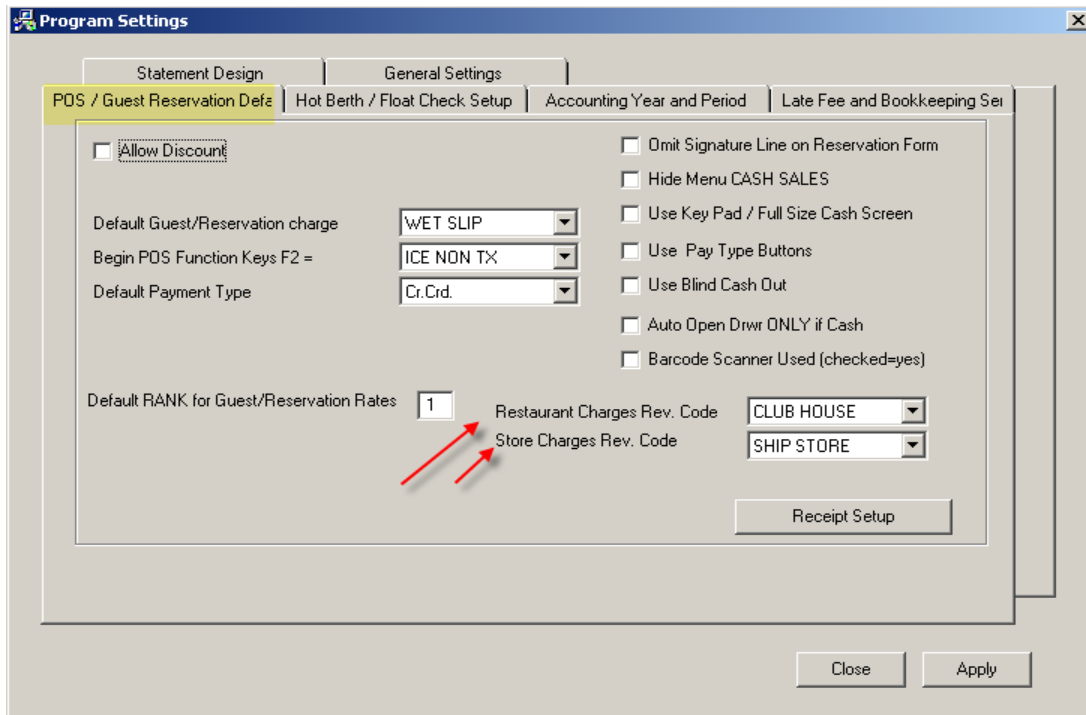 Program Settings
Statement Design
General Settings
POS / Guest Reservation Defa
Hot Berth / Float Check Setup
Accounting Year and Period
Late Fee and Bookkeeping Ser
Allow Discount
Default Guest/Reservation charge
WET SLIP
Begin POS Function Keys F2 =
ICE NON TX
Default Payment Type
Cr.Crd.
Omit Signature Line on Reservation Form
Hide Menu CASH SALES
Use Key Pad / Full Size Cash Screen
Use Pay Type Buttons
Use Blind Cash Out
Auto Open Drwr ONLY if Cash
Barcode Scanner Used (checked=yes)
Default RANK for Guest/Reservation Rates
1
Restaurant Charges Rev. Code
CLUB HOUSE
Store Charges Rev. Code
SHIP STORE
Receipt Setup
Close
Apply